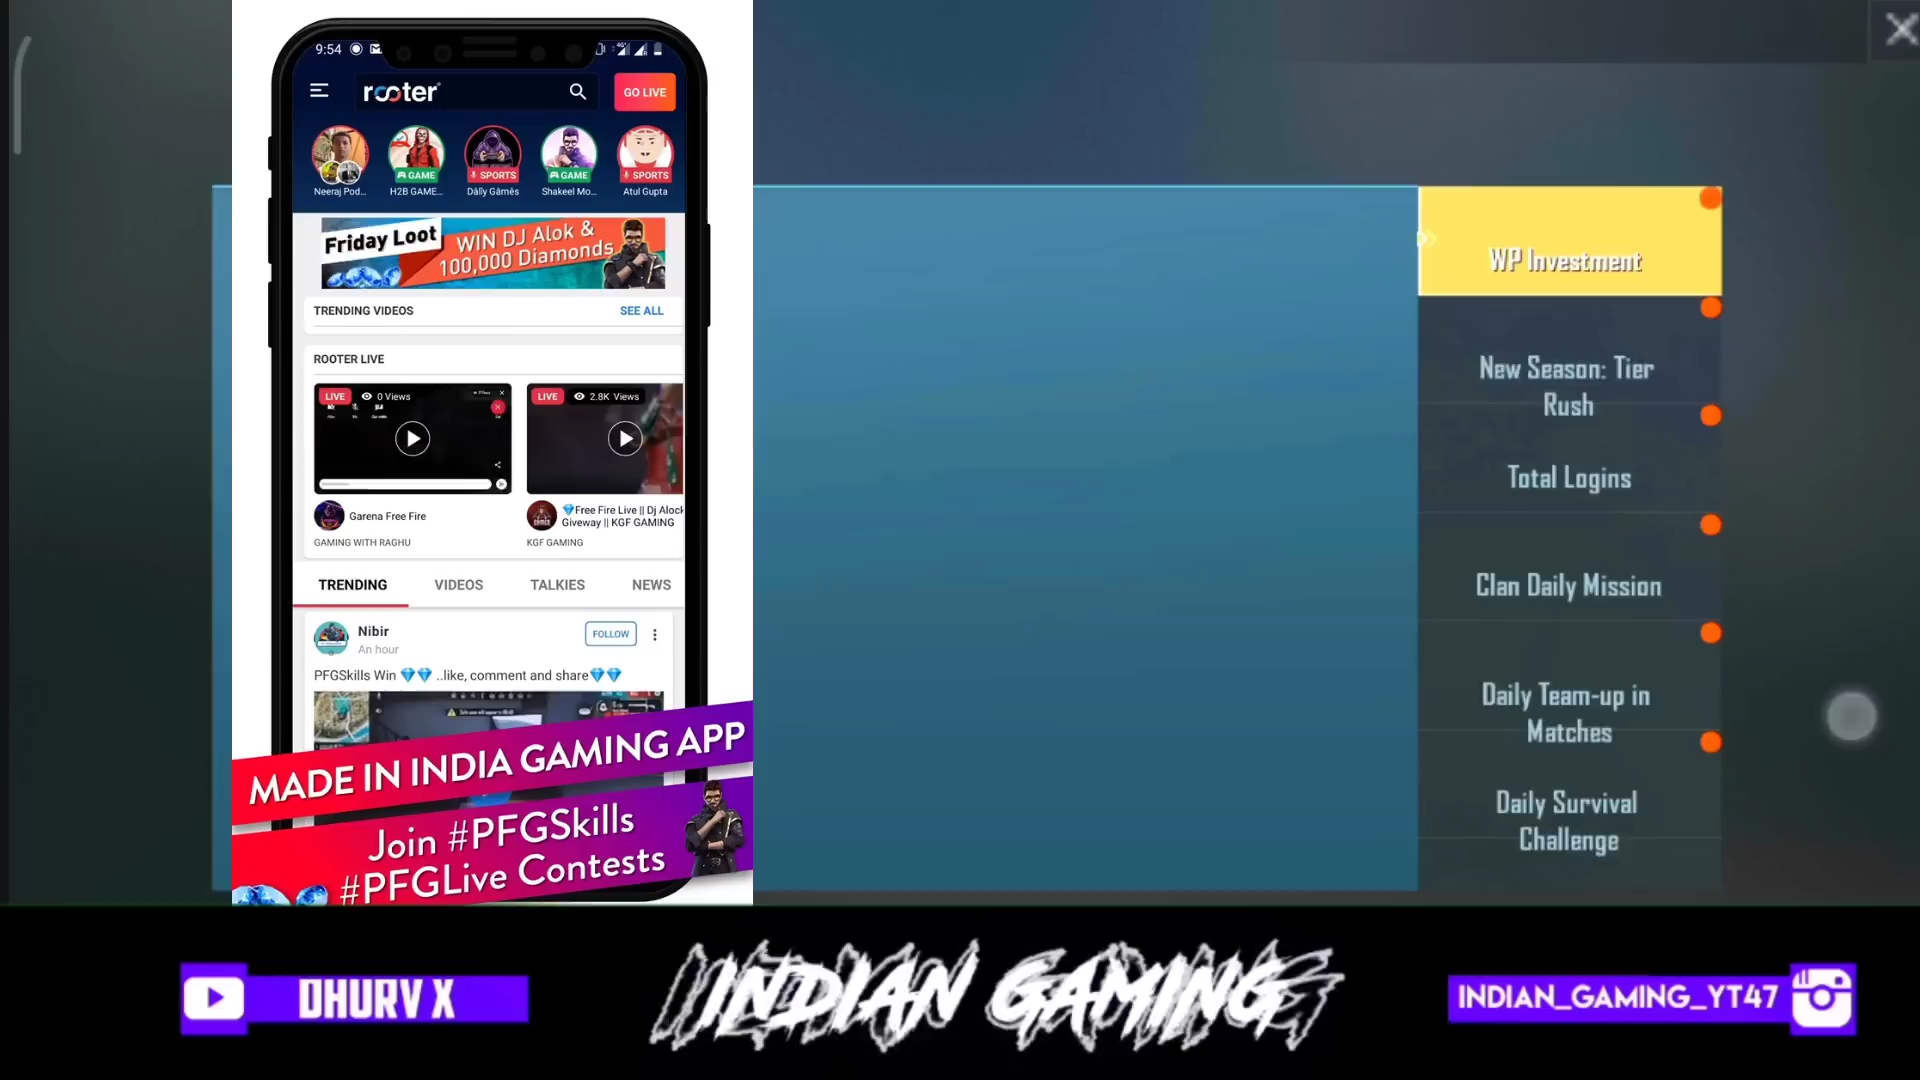 9:54
rooter
GO LIVE
GAME
SPORTS
GAME
SPORTS
Neeraj Pod...
H2B GAME...
Dâîly Gâmês
Shakeel Mo...
Atul Gupta
Friday Loot
WIN DJ Alok &
100,000 Diamonds
TRENDING VIDEOS
SEE ALL
ROOTER LIVE
LIVE
0 Views
LIVE
2.8K Views
Garena Free Fire
GAMING WITH RAGHU
💎Free Fire Live || Dj Alock
Giveway || KGF GAMING
KGF GAMING
TRENDING
VIDEOS
TALKIES
NEWS
Nibir
An hour
FOLLOW
PFGSkills Win 💎💎 ..like, comment and share💎💎
MADE IN INDIA GAMING APP
Join #PFGSkills
#PFGLive Contests
WP Investment
New Season: Tier
Rush
Total Logins
Clan Daily Mission
Daily Team-up in
Matches
Daily Survival
Challenge
DHURV X
INDIAN GAMING
INDIAN_GAMING_YT47